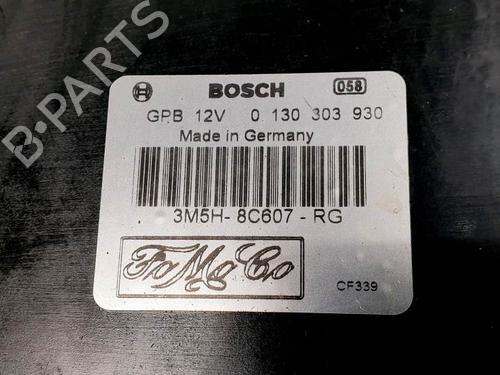 B-PARTS
BOSCH 058
GPB 12V 0 130 303 930
Made in Germany
3M5H-8C607-RG
FoMoCo
CF339